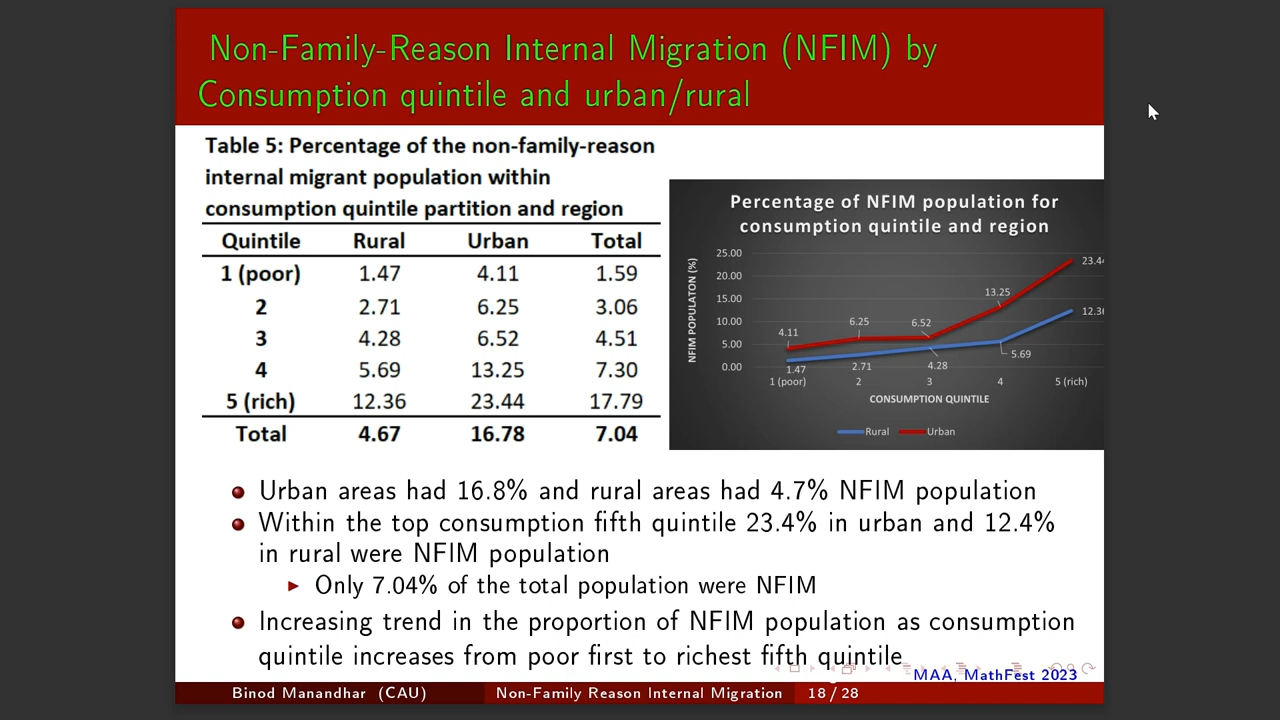 Non-Family-Reason Internal Migration (NFIM) by
Consumption quintile and urban/rural
Table 5: Percentage of the non-family-reason
internal migrant population within
consumption quintile partition and region
Quintile Rural Urban Total
1 (poor) 1.47 4.11 1.59
2 2.71 6.25 3.06
3 4.28 6.52 4.51
4 5.69 13.25 7.30
5 (rich) 12.36 23.44 17.79
Total 4.67 16.78 7.04
Percentage of NFIM population for
consumption quintile and region
NFIM POPULATON (%)
25.00
20.00
15.00
10.00
5.00
0.00
4.11
6.25
6.52
13.25
23.44
1.47
2.71
4.28
5.69
12.36
1 (poor) 2 3 4 5 (rich)
CONSUMPTION QUINTILE
Rural Urban
Urban areas had 16.8% and rural areas had 4.7% NFIM population
Within the top consumption fifth quintile 23.4% in urban and 12.4%
in rural were NFIM population
Only 7.04% of the total population were NFIM
Increasing trend in the proportion of NFIM population as consumption
quintile increases from poor first to richest fifth quintile
MAA, MathFest 2023
Binod Manandhar (CAU) Non-Family Reason Internal Migration 18 / 28